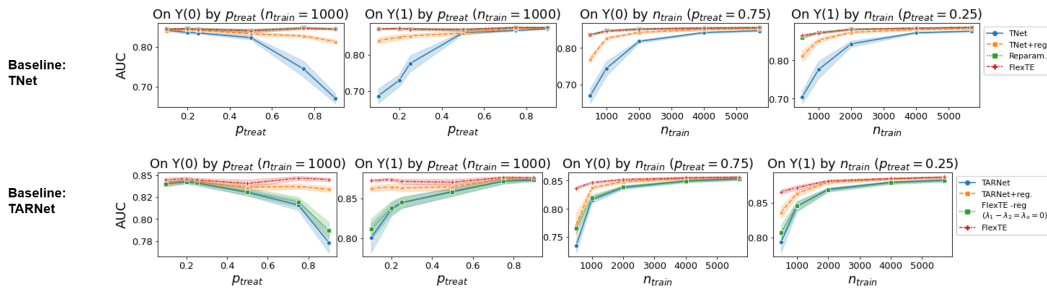 On Y(0) by p_treat (n_train = 1000) On Y(1) by p_treat (n_train = 1000) On Y(0) by n_train (p_treat = 0.75) On Y(1) by n_train (p_treat = 0.25)
Baseline:
TNet
AUC
0.80
0.70
0.80
0.70
0.80
0.70
0.80
0.70
0.2 0.4 0.6 0.8
0.2 0.4 0.6 0.8
1000 2000 3000 4000 5000
1000 2000 3000 4000 5000
p_treat p_treat n_train n_train
TNet
TNet+reg
Reparam.
FlexTE
On Y(0) by p_treat (n_train = 1000) On Y(1) by p_treat (n_train = 1000) On Y(0) by n_train (p_treat = 0.75) On Y(1) by n_train (p_treat = 0.25)
Baseline:
TARNet
AUC
0.85
0.82
0.80
0.78
0.85
0.80
0.85
0.80
0.75
0.85
0.80
0.2 0.4 0.6 0.8
0.2 0.4 0.6 0.8
1000 2000 3000 4000 5000
1000 2000 3000 4000 5000
p_treat p_treat n_train n_train
TARNet
TARNet+reg.
FlexTE -reg
(λ₁ − λ₂ = λₒ = 0)
FlexTE